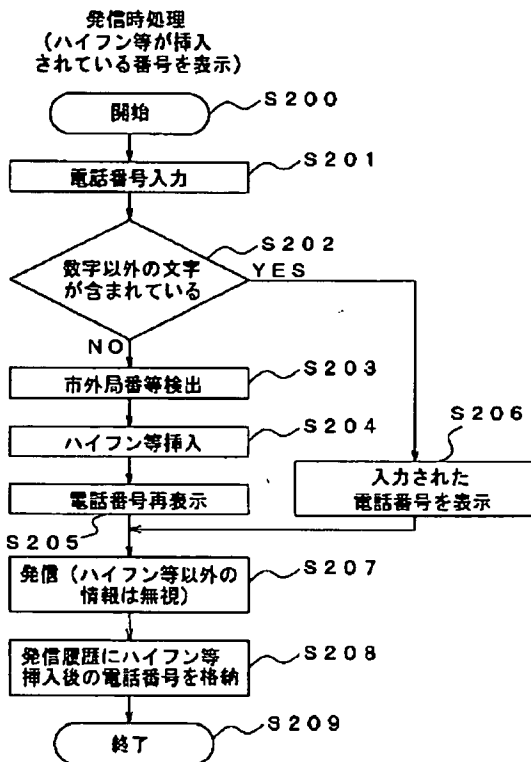 発信時処理
（ハイフン等が挿入
されている番号を表示）
開始
S200
電話番号入力
S201
数字以外の文字
が含まれている
S202
YES
NO
市外局番等検出
S203
ハイフン等挿入
S204
電話番号再表示
S205
入力された
電話番号を表示
S206
発信（ハイフン等以外の
情報は無視）
S207
発信履歴にハイフン等
挿入後の電話番号を格納
S208
終了
S209